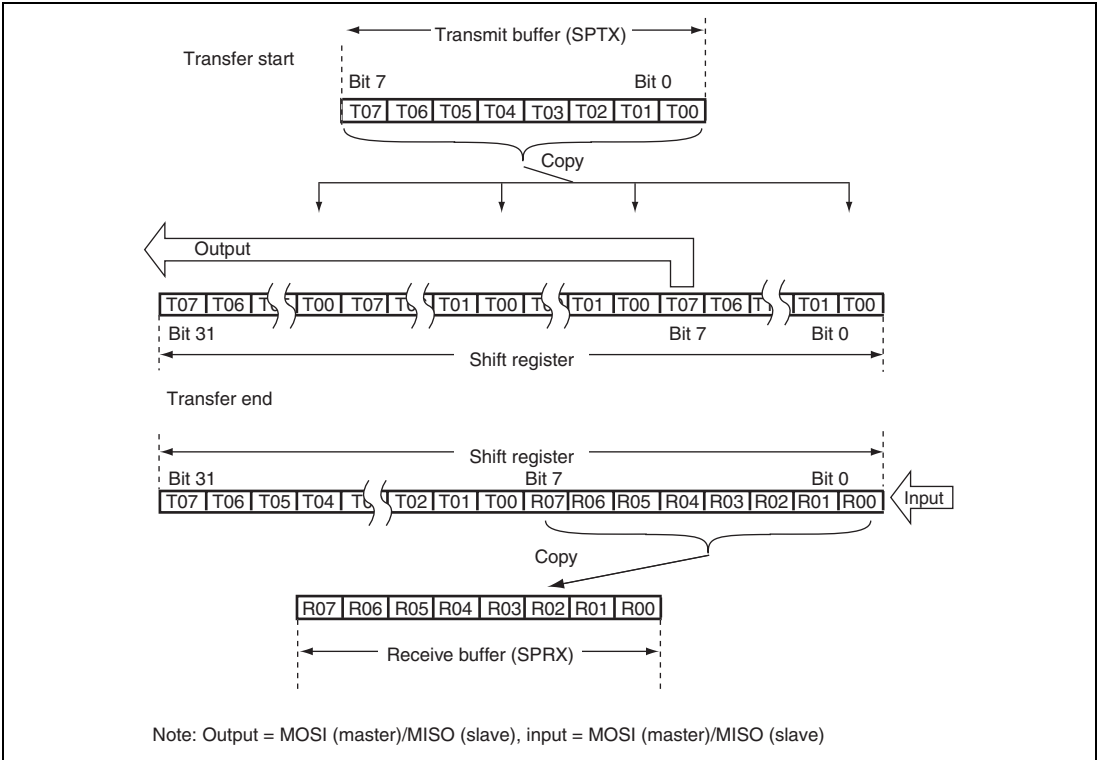 Transmit buffer (SPTX)
Transfer start
Bit 7 Bit 0
T07 T06 T05 T04 T03 T02 T01 T00
Copy
Output
T07 T06 T00 T07 T01 T00 T01 T00 T07 T06 T01 T00
Bit 31 Bit 7 Bit 0
Shift register
Transfer end
Shift register
Bit 31 Bit 7 Bit 0
T07 T06 T05 T04 T02 T01 T00 R07 R06 R05 R04 R03 R02 R01 R00 Input
Copy
R07 R06 R05 R04 R03 R02 R01 R00
Receive buffer (SPRX)
Note: Output = MOSI (master)/MISO (slave), input = MOSI (master)/MISO (slave)